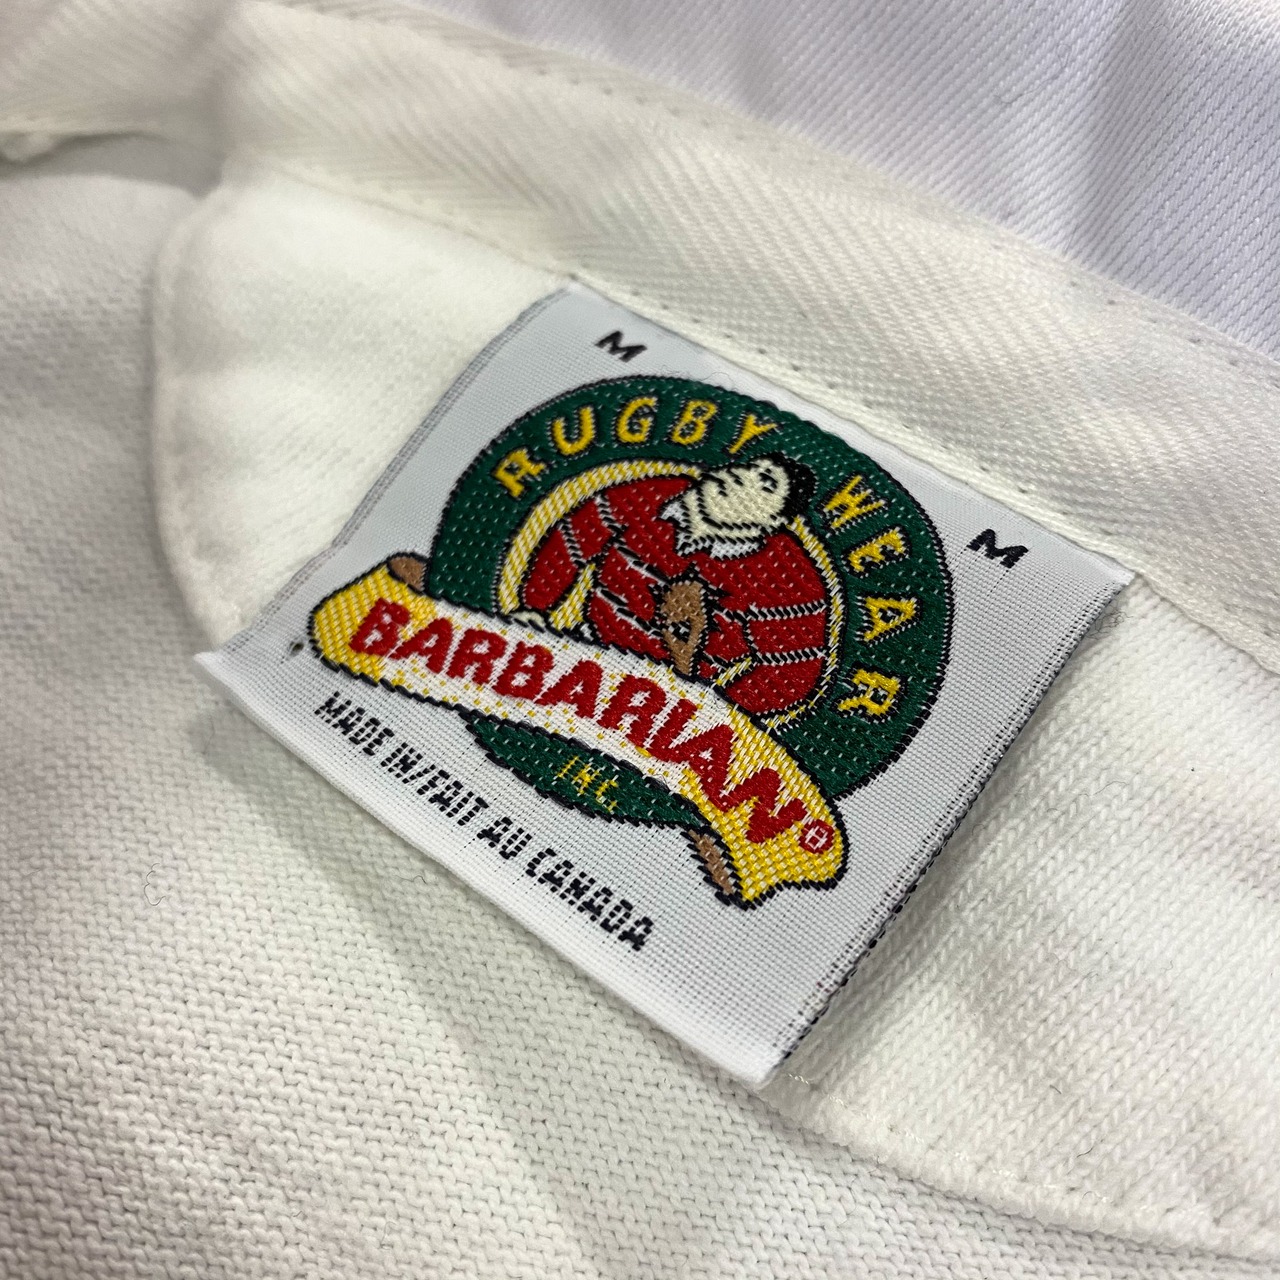 M
M
RUGBY WEAR
BARBARIAN®
INC.
MADE IN/FAIT AU CANADA